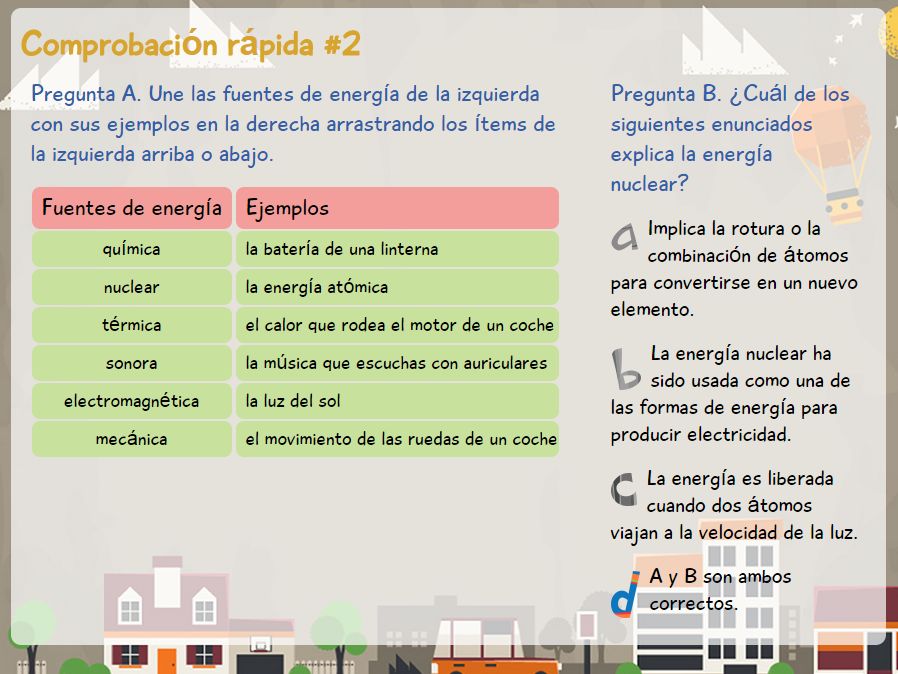 Comprobación rápida #2
Pregunta A. Une las fuentes de energía de la izquierda
con sus ejemplos en la derecha arrastrando los ítems de
la izquierda arriba o abajo.
Fuentes de energía Ejemplos
química la batería de una linterna
nuclear la energía atómica
térmica el calor que rodea el motor de un coche
sonora la música que escuchas con auriculares
electromagnética la luz del sol
mecánica el movimiento de las ruedas de un coche
Pregunta B. ¿Cuál de los
siguientes enunciados
explica la energía
nuclear?
a Implica la rotura o la
combinación de átomos
para convertirse en un nuevo
elemento.
b La energía nuclear ha
sido usada como una de
las formas de energía para
producir electricidad.
c La energía es liberada
cuando dos átomos
viajan a la velocidad de la luz.
d A y B son ambos
correctos.